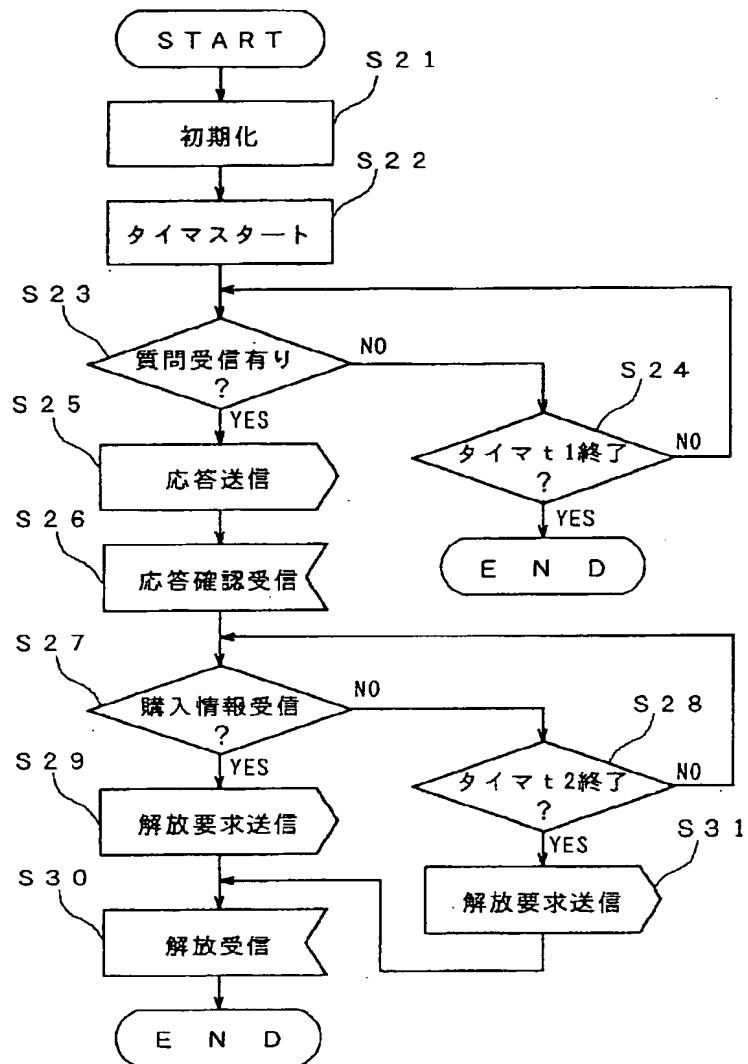 START
S21
初期化
S22
タイマスタート
S23
質問受信有り
?
NO
YES
S24
タイマt1終了
?
NO
YES
END
S25
応答送信
S26
応答確認受信
S27
購入情報受信
?
NO
YES
S28
タイマt2終了
?
NO
YES
S29
解放要求送信
S31
解放要求送信
S30
解放受信
END